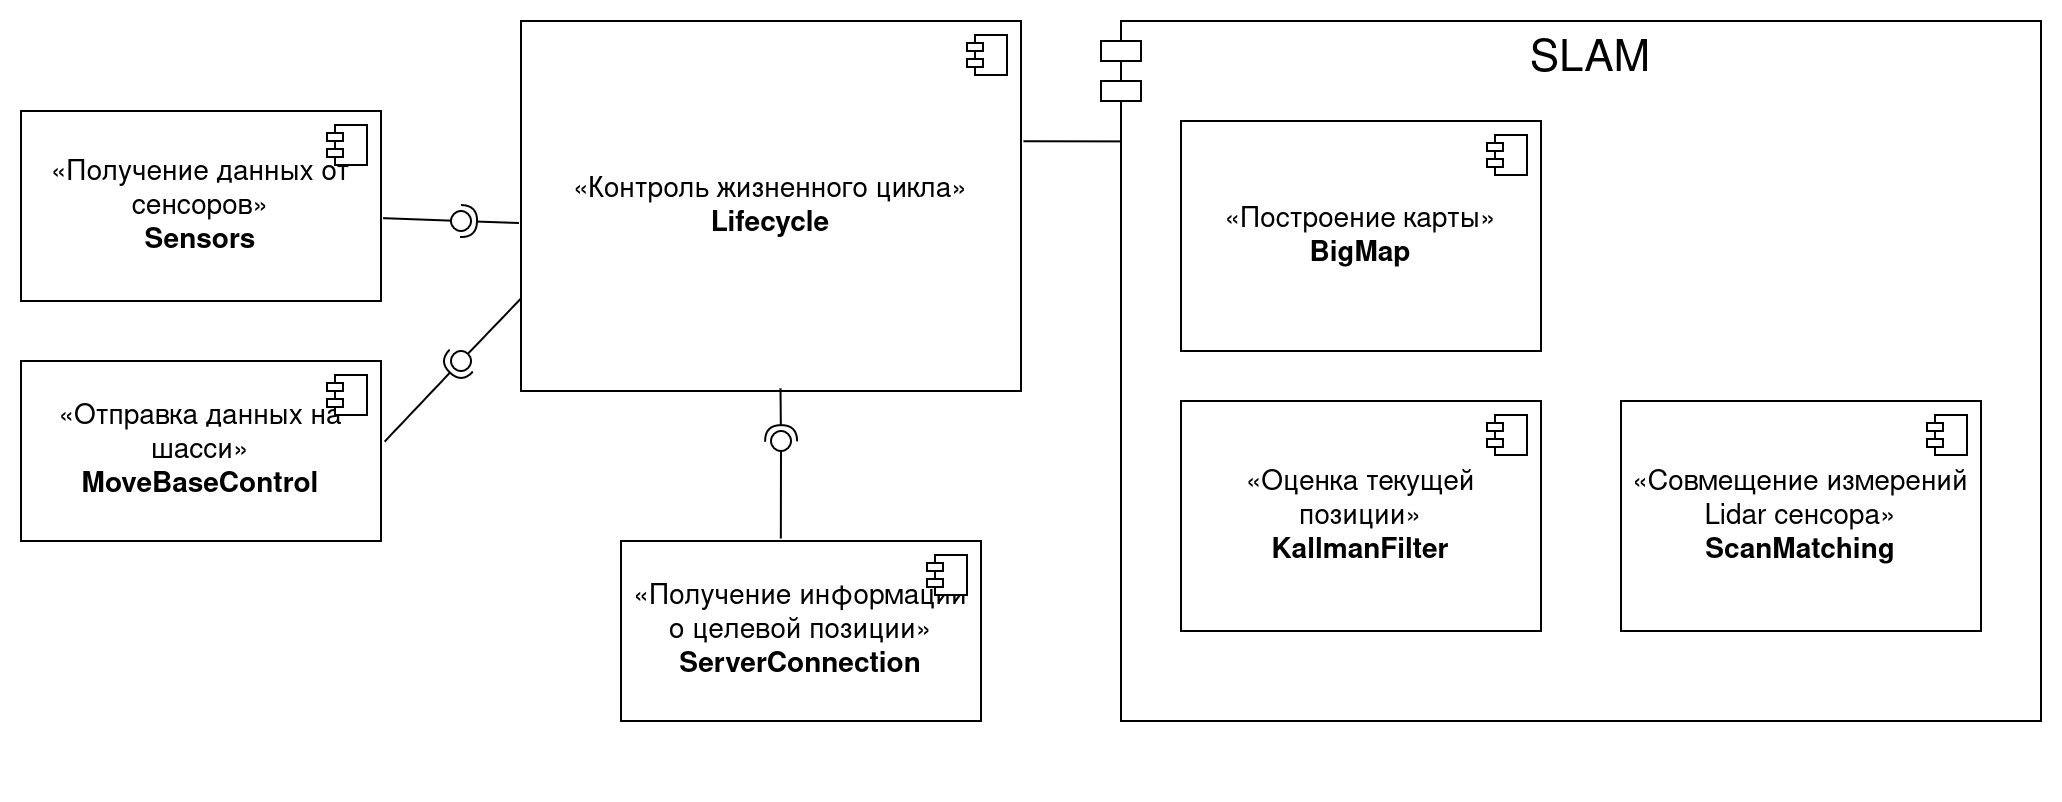 «Получение данных от
сенсоров»
Sensors
«Отправка данных на
шасси»
MoveBaseControl
«Контроль жизненного цикла»
Lifecycle
«Получение информации
о целевой позиции»
ServerConnection
SLAM
«Построение карты»
BigMap
«Оценка текущей
позиции»
KallmanFilter
«Совмещение измерений
Lidar сенсора»
ScanMatching